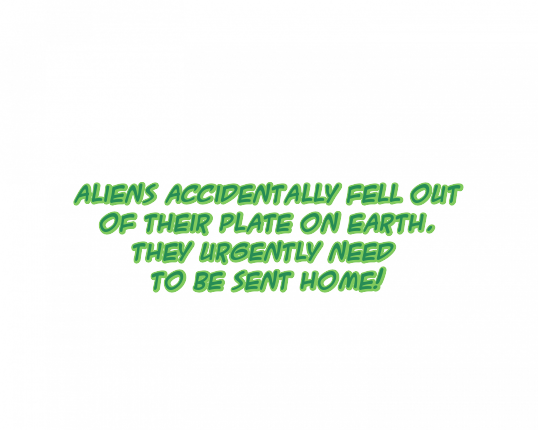 ALIENS ACCIDENTALLY FELL OUT
OF THEIR PLATE ON EARTH.
THEY URGENTLY NEED
TO BE SENT HOME!